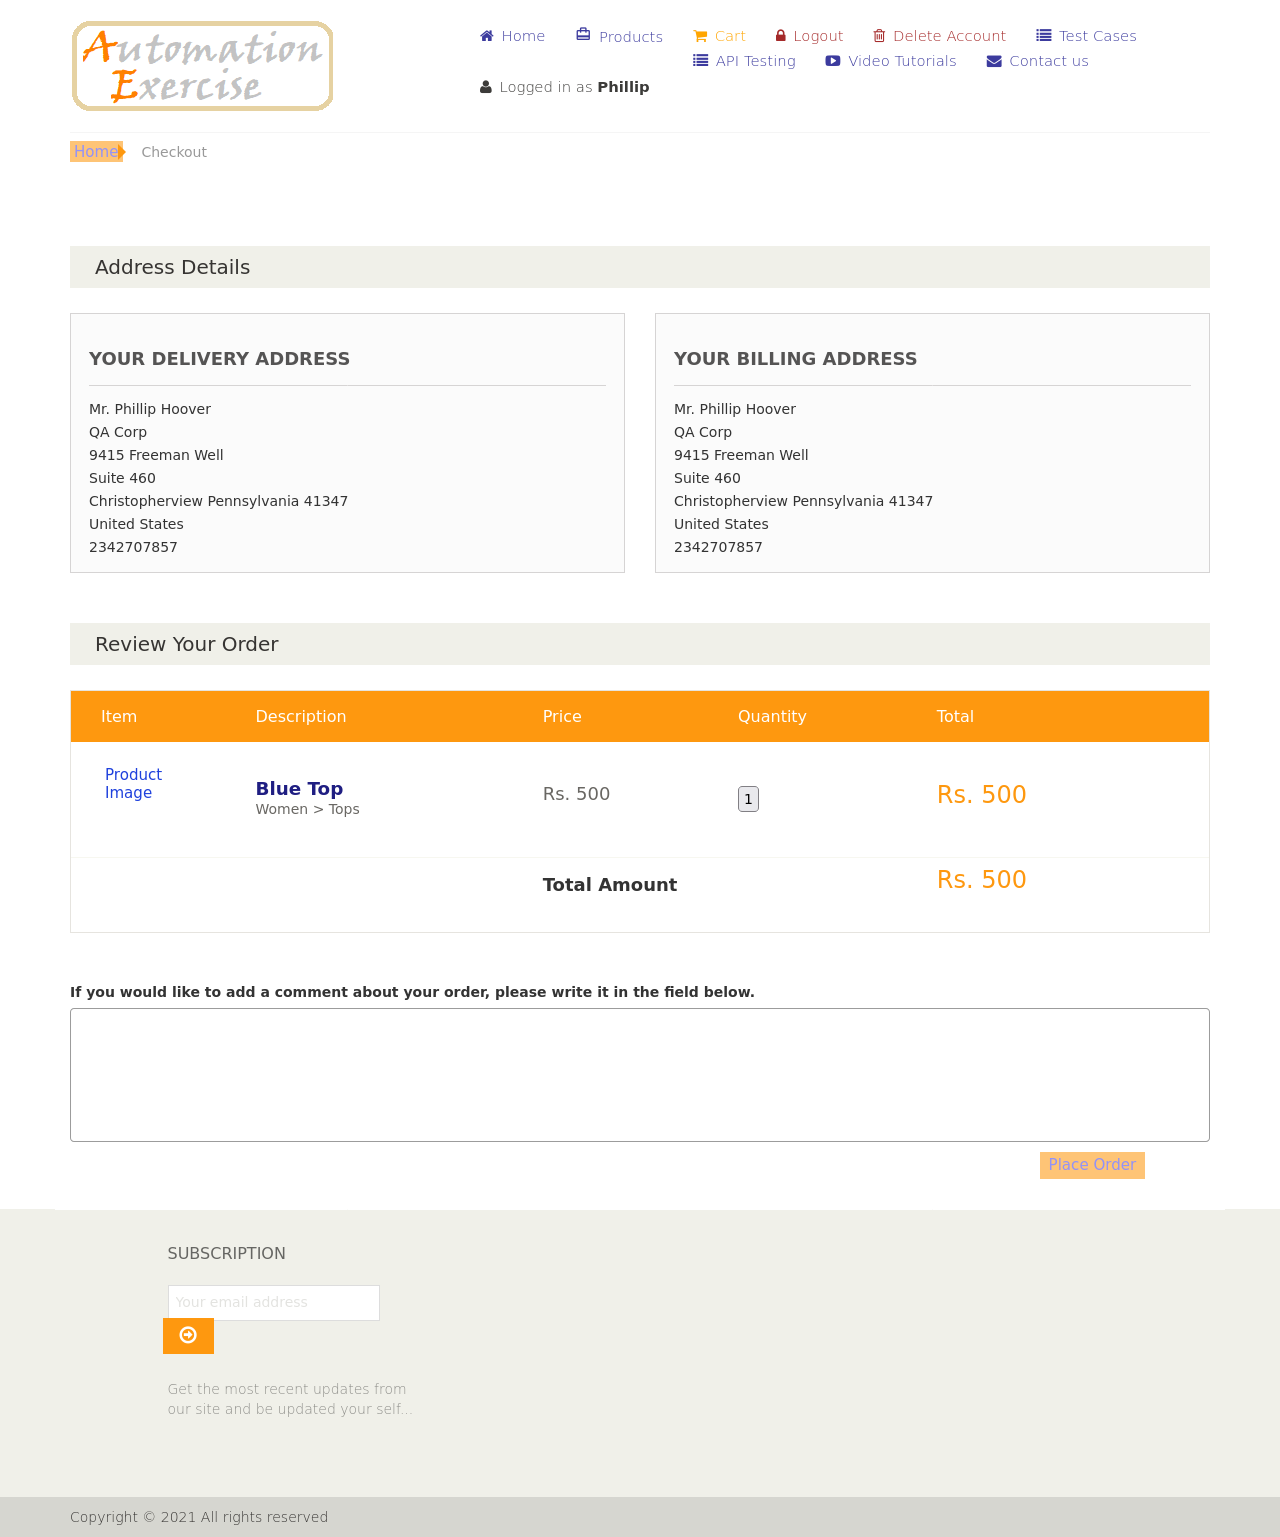 Automation
Exercise
Home Products Cart Logout Delete Account Test Cases
API Testing Video Tutorials Contact us
Logged in as Phillip
Home Checkout
Address Details
YOUR DELIVERY ADDRESS
Mr. Phillip Hoover
QA Corp
9415 Freeman Well
Suite 460
Christopherview Pennsylvania 41347
United States
2342707857
YOUR BILLING ADDRESS
Mr. Phillip Hoover
QA Corp
9415 Freeman Well
Suite 460
Christopherview Pennsylvania 41347
United States
2342707857
Review Your Order
Item Description Price Quantity Total
Product
Image
Blue Top
Women > Tops
Rs. 500
1
Rs. 500
Total Amount
Rs. 500
If you would like to add a comment about your order, please write it in the field below.
Place Order
SUBSCRIPTION
Your email address
Get the most recent updates from
our site and be updated your self...
Copyright © 2021 All rights reserved